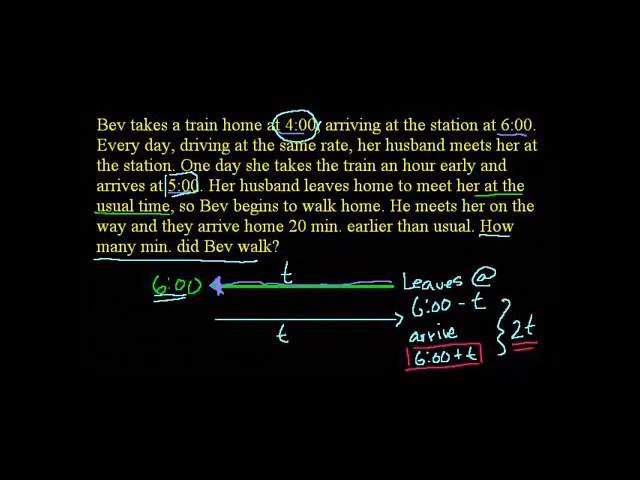 Bev takes a train home at 4:00, arriving at the station at 6:00.
Every day, driving at the same rate, her husband meets her at
the station. One day she takes the train an hour early and
arrives at 5:00. Her husband leaves home to meet her at the
usual time, so Bev begins to walk home. He meets her on the
way and they arrive home 20 min. earlier than usual. How
many min. did Bev walk?
t
6:00
Leaves @
6:00 - t
t
arrive
6:00 + t
2t